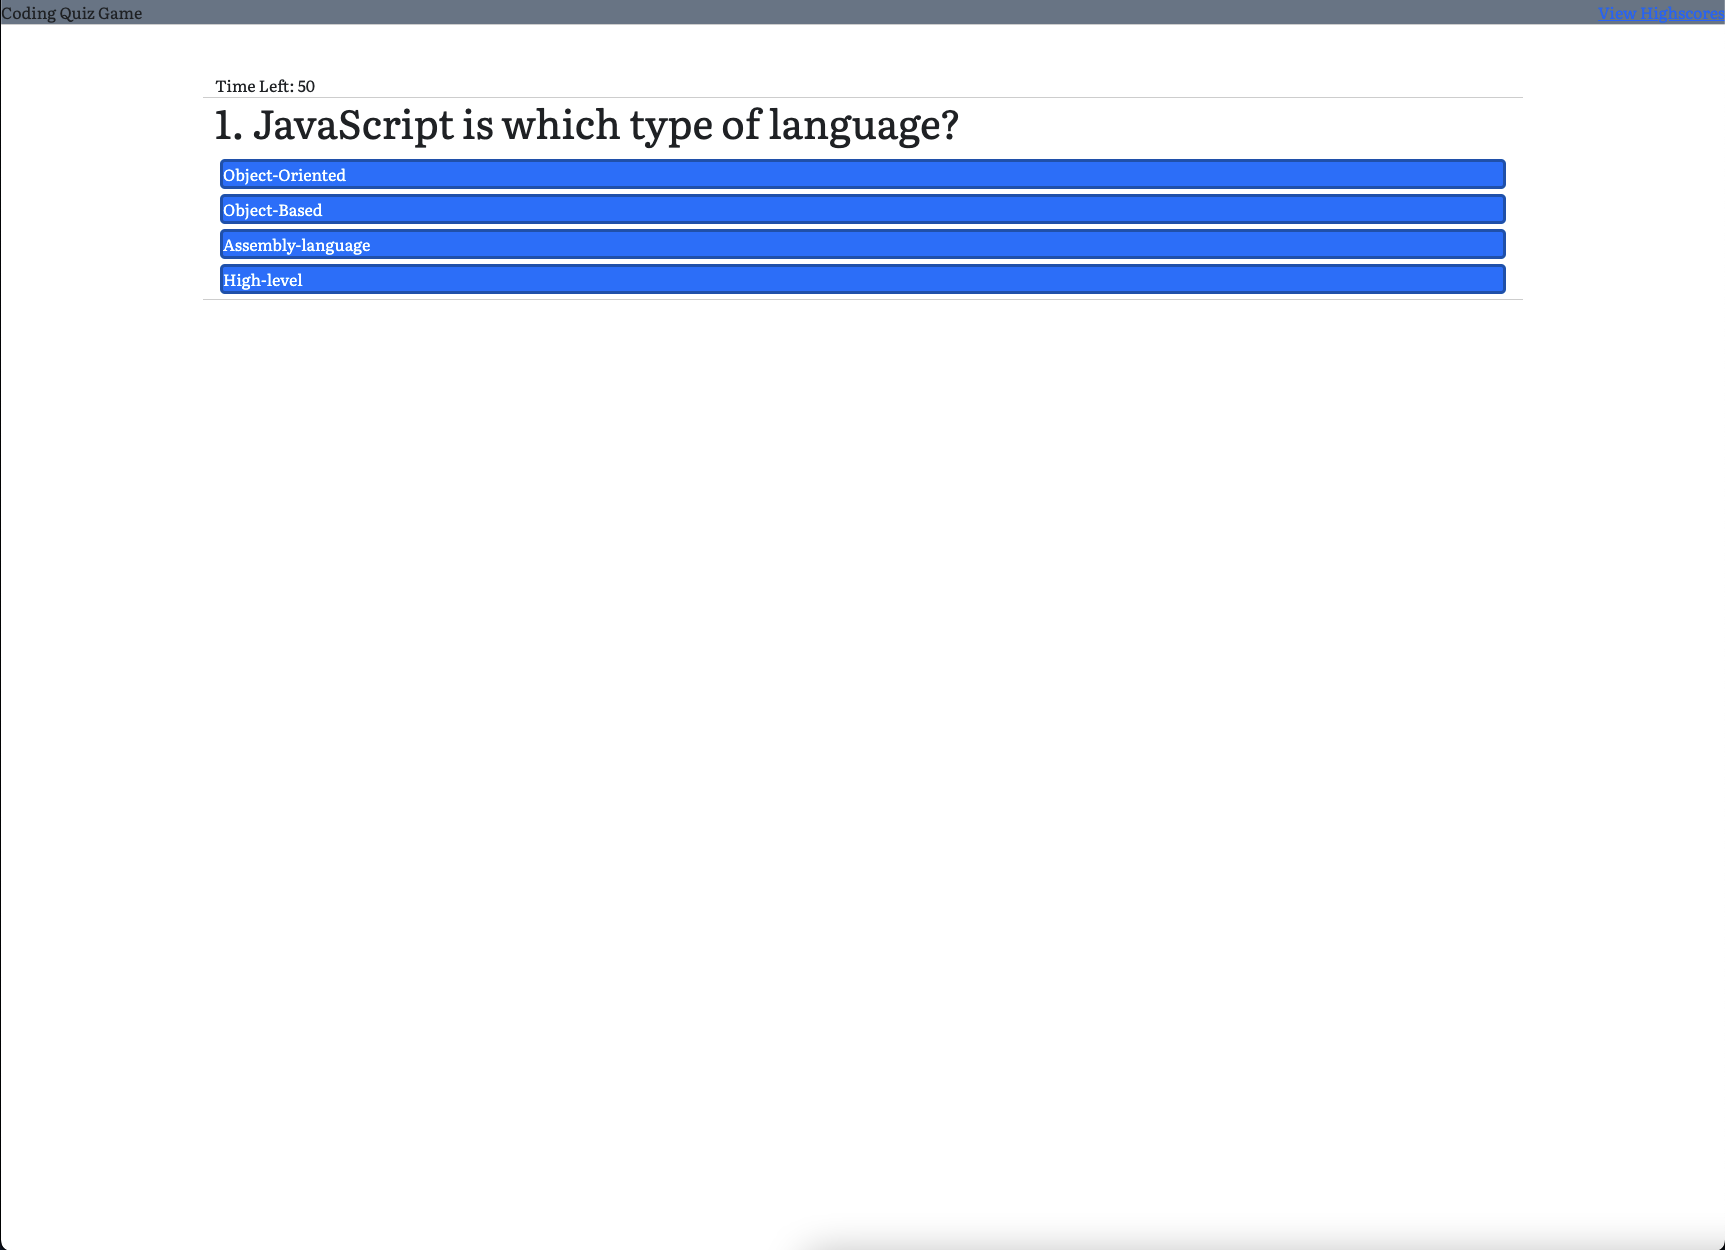 Coding Quiz Game
View Highscores
Time Left: 50
1. JavaScript is which type of language?
Object-Oriented
Object-Based
Assembly-language
High-level